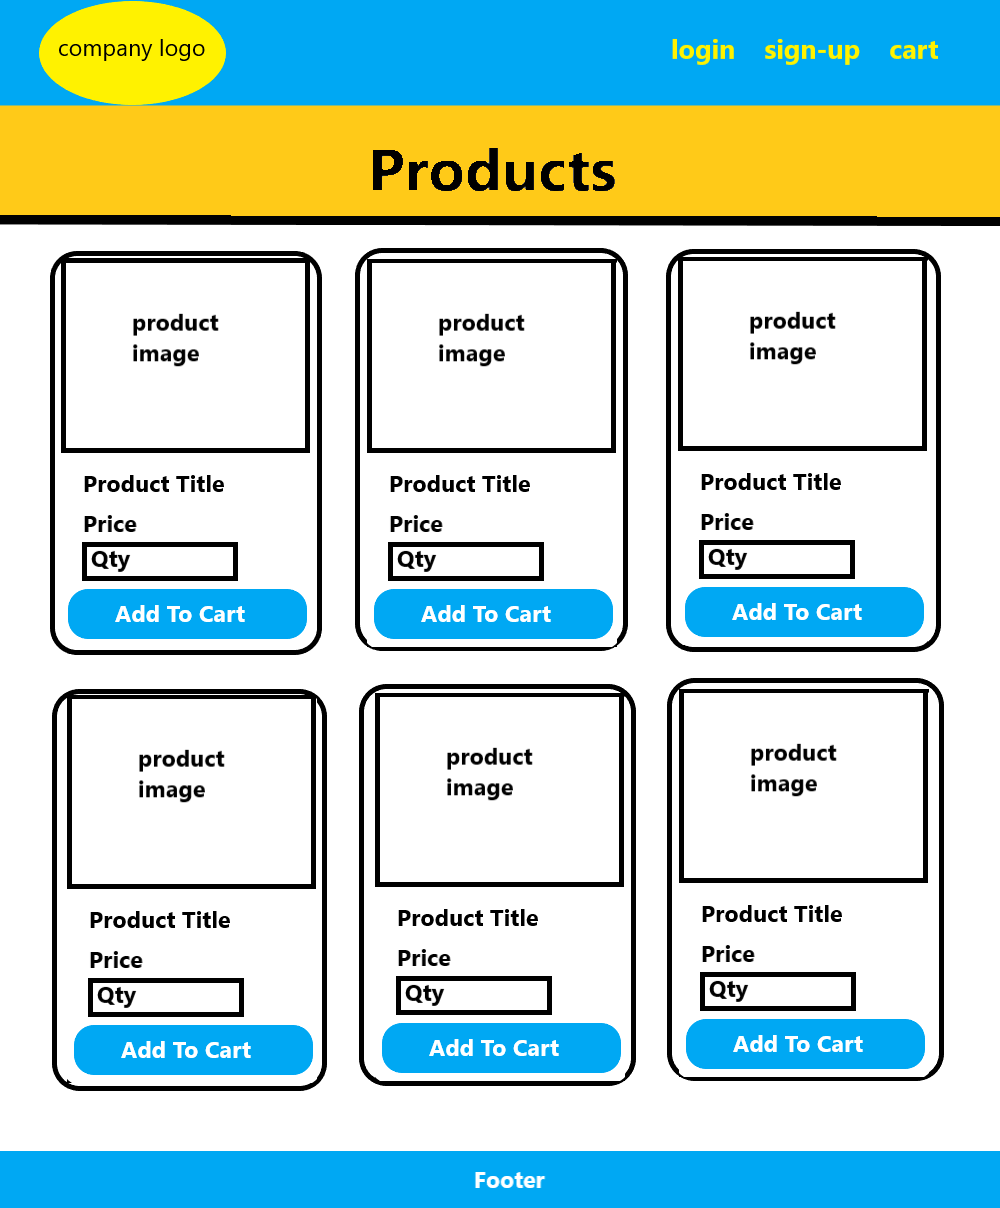 company logo
login sign-up cart
Products
product
image
Product Title
Price
Qty
Add To Cart
product
image
Product Title
Price
Qty
Add To Cart
product
image
Product Title
Price
Qty
Add To Cart
product
image
Product Title
Price
Qty
Add To Cart
product
image
Product Title
Price
Qty
Add To Cart
product
image
Product Title
Price
Qty
Add To Cart
Footer